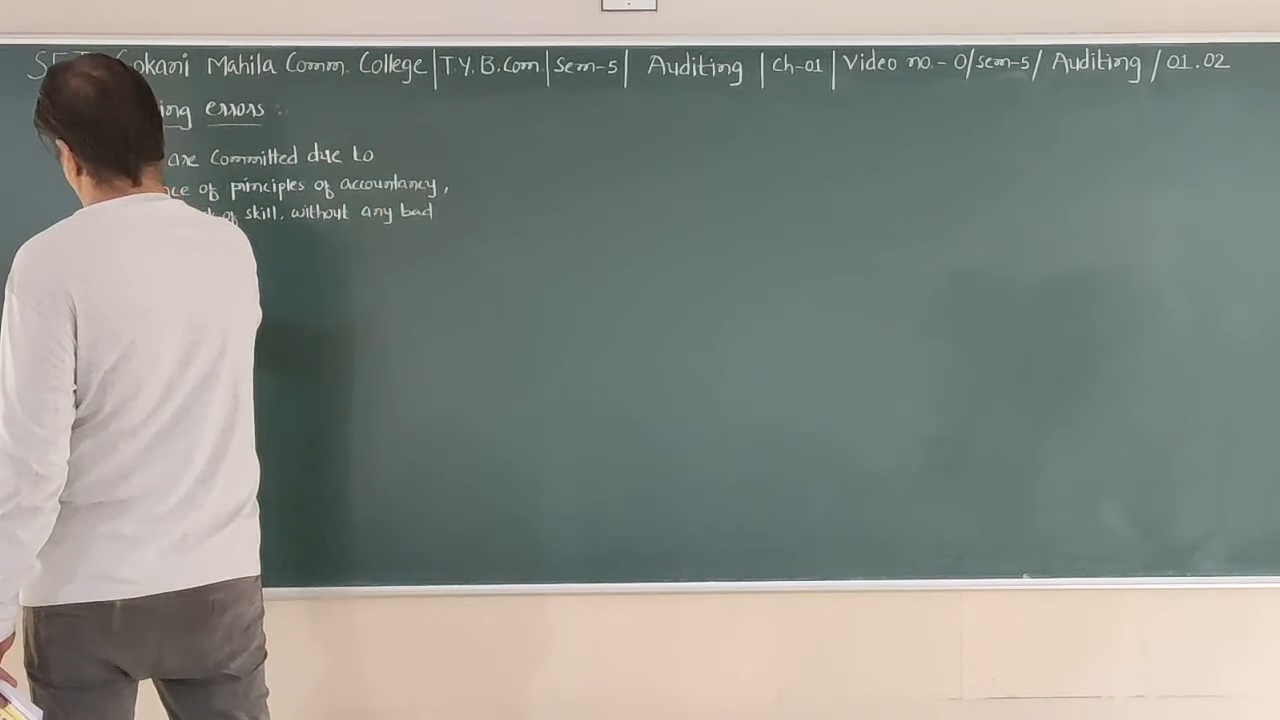 Mahila Comm. College | T.Y. B.Com. | Sem-5 | Auditing | Ch-01 | Video no. - 0/sem-5/ Auditing / 01.02
errors :
are committed due to
of principles of accountancy,
of skill, without any bad